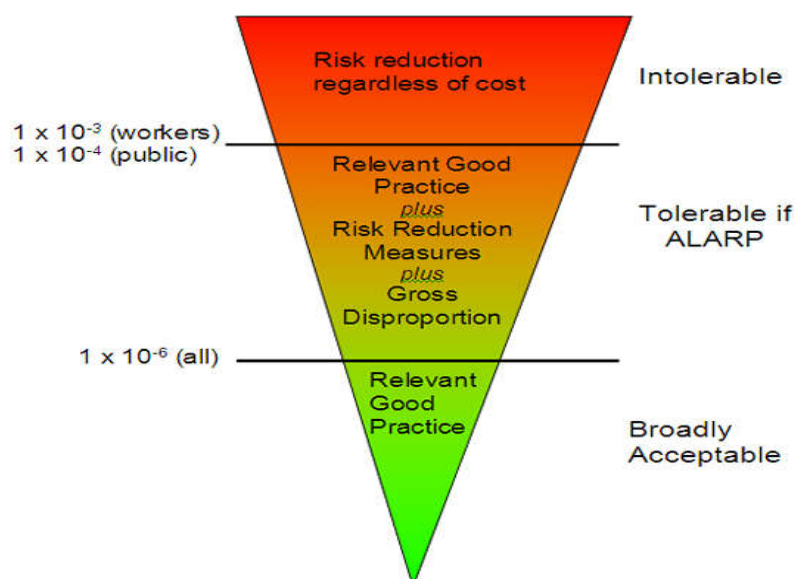 Risk reduction
regardless of cost
Intolerable
1 x 10⁻³ (workers)
1 x 10⁻⁴ (public)
Relevant Good
Practice
plus
Risk Reduction
Measures
plus
Gross
Disproportion
Tolerable if
ALARP
1 x 10⁻⁶ (all)
Relevant
Good
Practice
Broadly
Acceptable